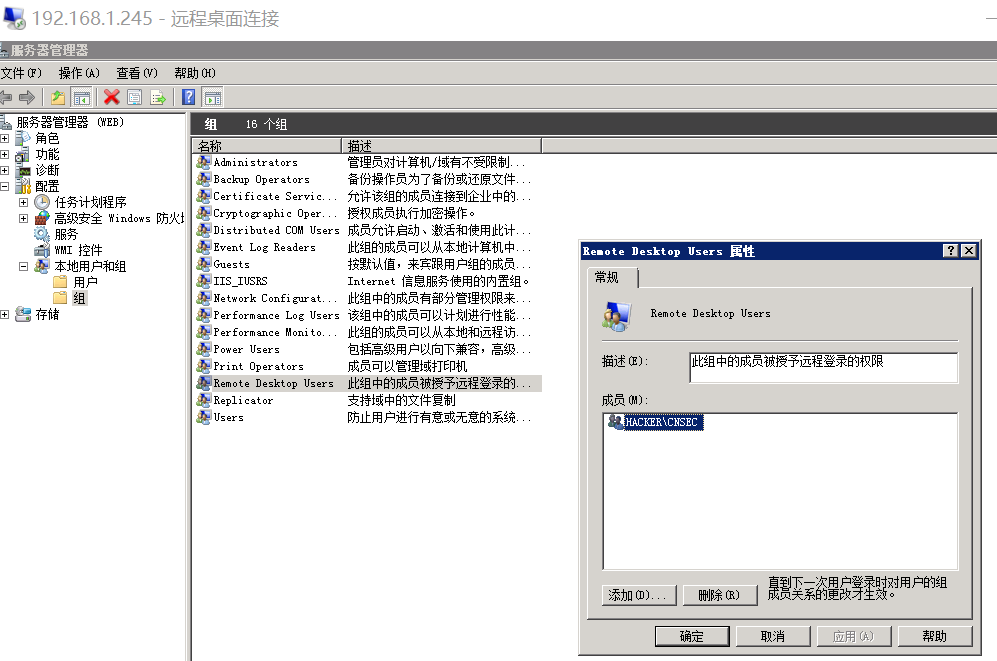 192.168.1.245 - 远程桌面连接
服务器管理器
文件(F) 操作(A) 查看(V) 帮助(H)
服务器管理器 (WEB)
角色
功能
诊断
配置
任务计划程序
高级安全 Windows 防火
服务
WMI 控件
本地用户和组
用户
组
存储
组 16 个组
名称 描述
Administrators 管理员对计算机/域有不受限制...
Backup Operators 备份操作员为了备份或还原文件...
Certificate Servic... 允许该组的成员连接到企业中的...
Cryptographic Oper... 授权成员执行加密操作。
Distributed COM Users 成员允许启动、激活和使用此计...
Event Log Readers 此组的成员可以从本地计算机中...
Guests 按默认值，来宾跟用户组的成员...
IIS_IUSRS Internet 信息服务使用的内置组。
Network Configurat... 此组中的成员有部分管理权限来...
Performance Log Users 该组中的成员可以计划进行性能...
Performance Monito... 此组的成员可以从本地和远程访...
Power Users 包括高级用户以向下兼容，高级...
Print Operators 成员可以管理域打印机
Remote Desktop Users 此组中的成员被授予远程登录的...
Replicator 支持域中的文件复制
Users 防止用户进行有意或无意的系统...
Remote Desktop Users 属性
常规
Remote Desktop Users
描述(E): 此组中的成员被授予远程登录的权限
成员(M):
HACKER\CNSEC
添加(D)... 删除(R) 直到下一次用户登录时对用户的组
成员关系的更改才生效。
确定 取消 应用(A) 帮助